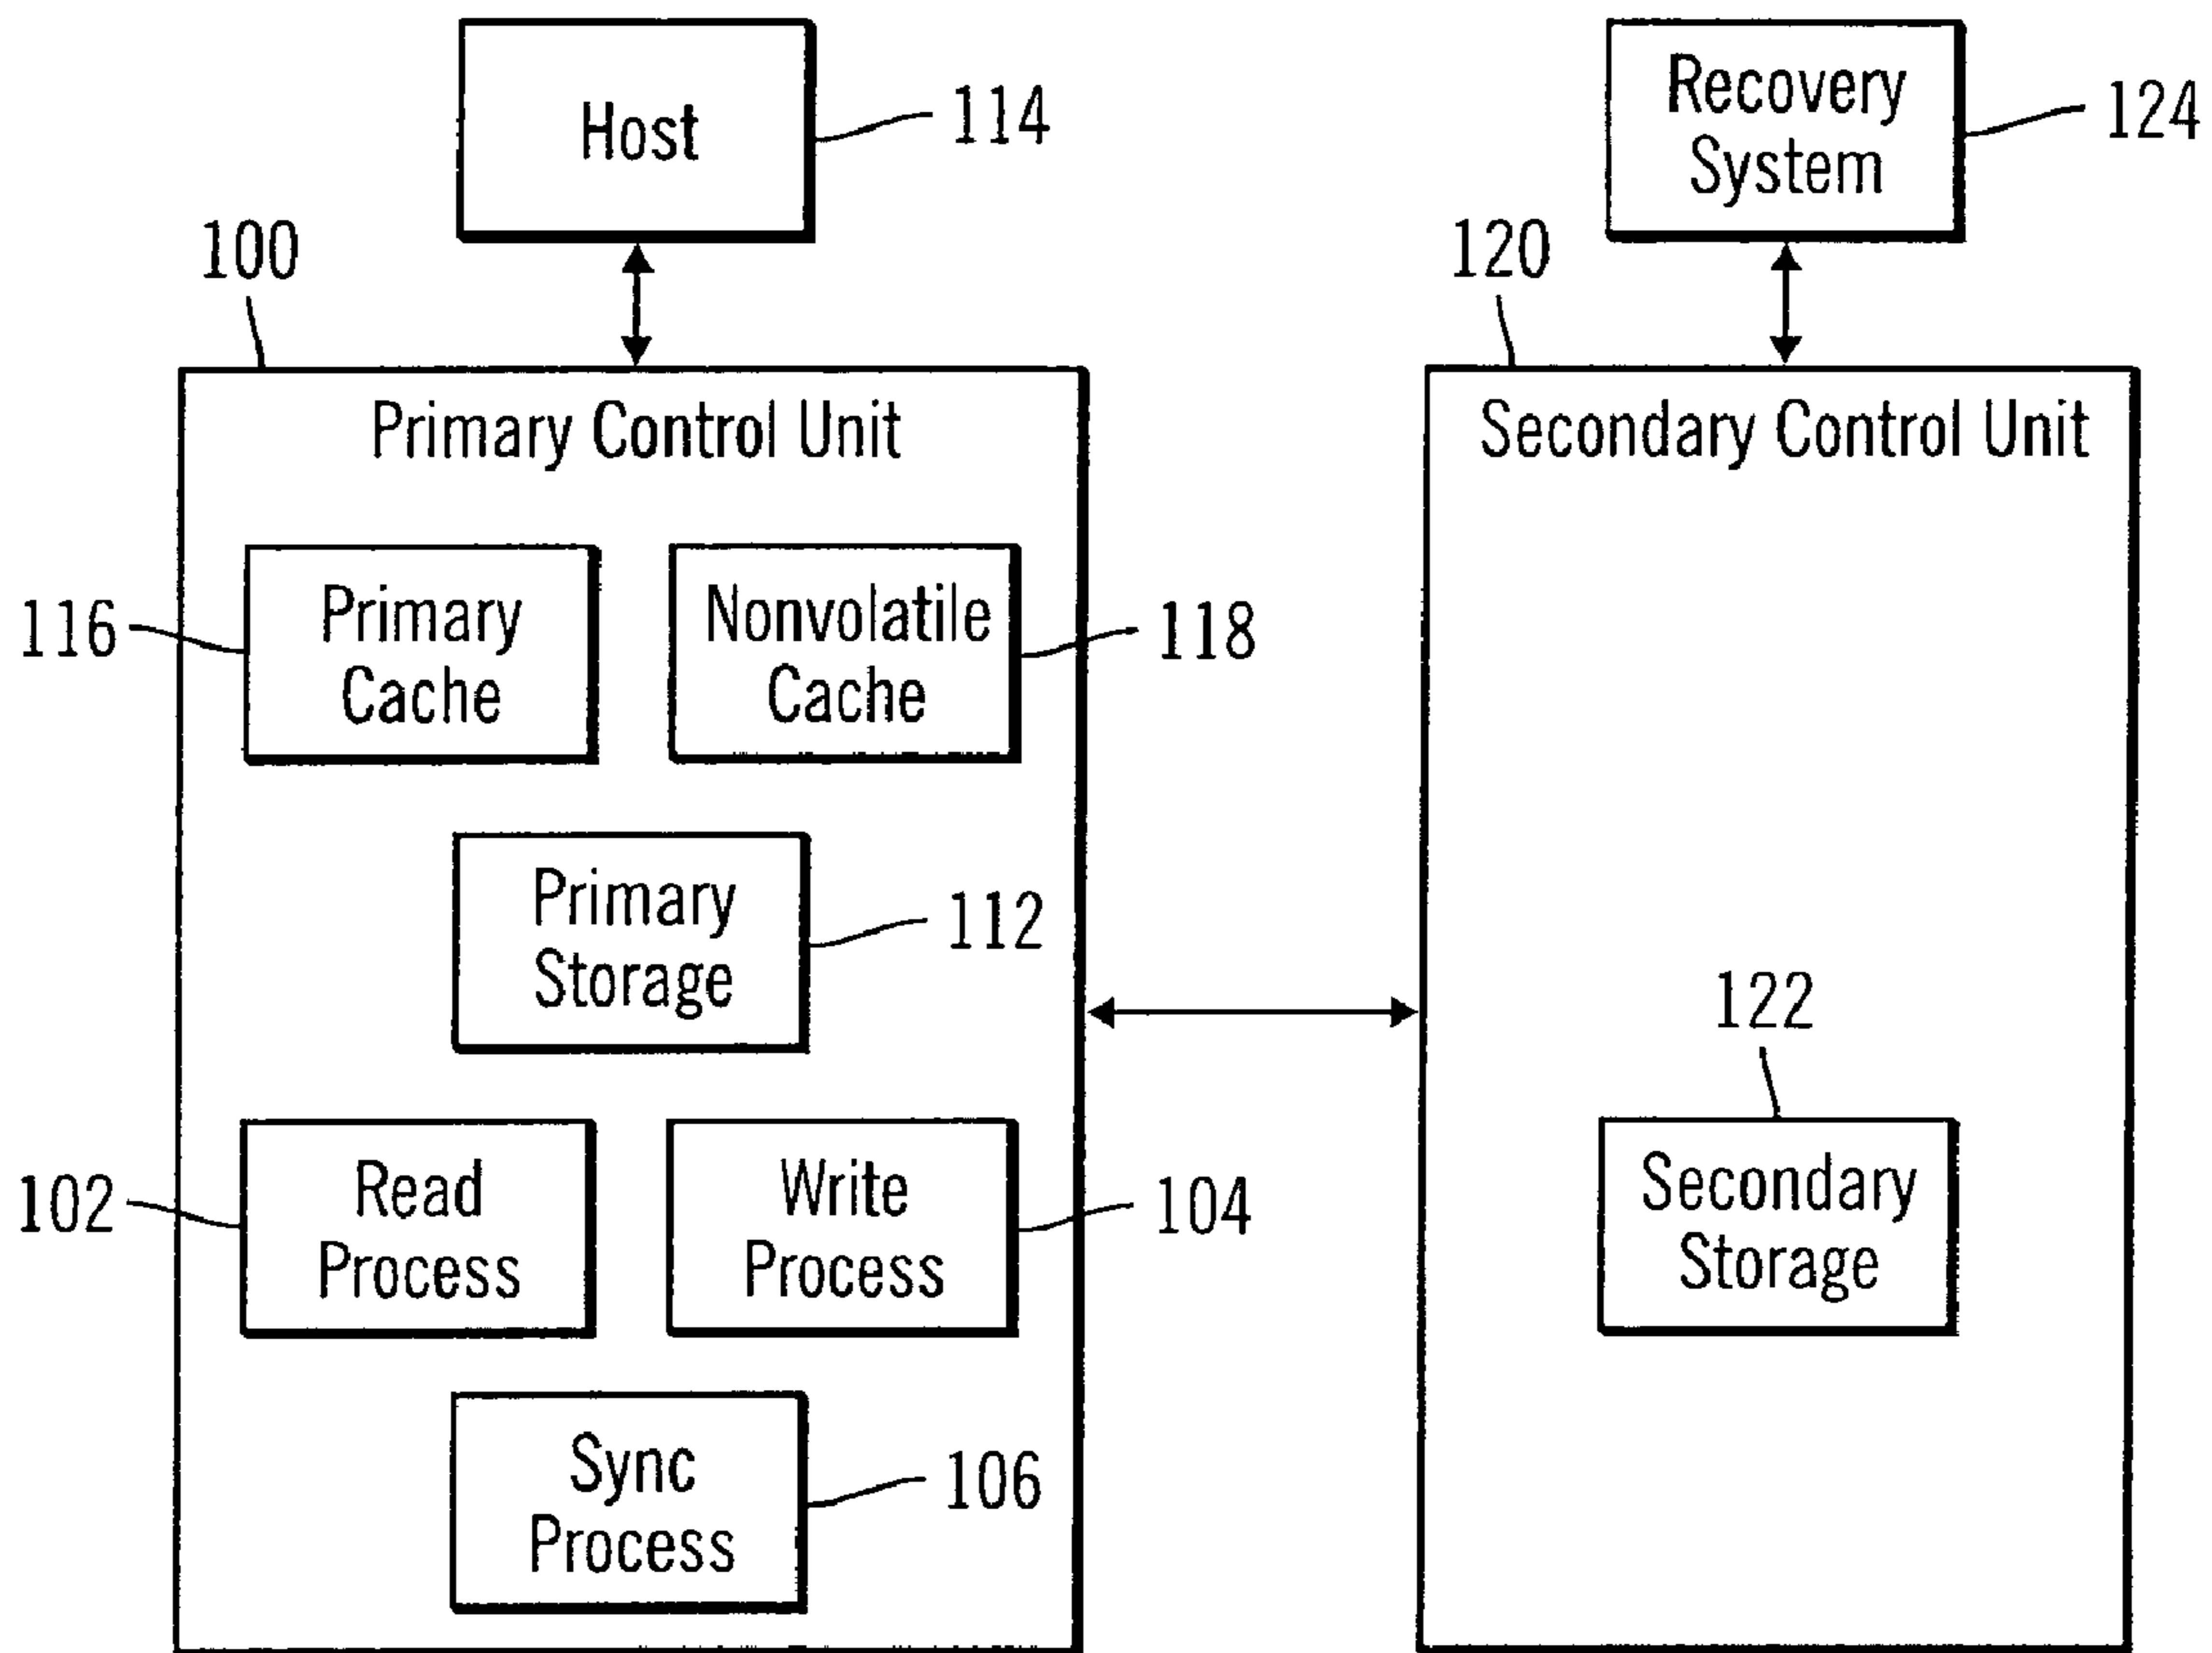 Host
114
Recovery
System
124
100
120
Primary Control Unit
Secondary Control Unit
116
Primary
Cache
Nonvolatile
Cache
118
Primary
Storage
112
122
102
Read
Process
Write
Process
104
Secondary
Storage
Sync
Process
106